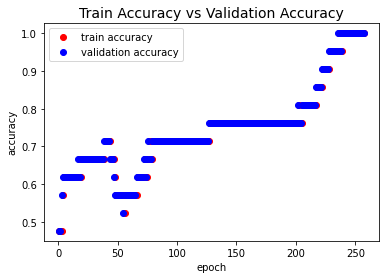 Train Accuracy vs Validation Accuracy
train accuracy
validation accuracy
accuracy
1.0
0.9
0.8
0.7
0.6
0.5
0
50
100
150
200
250
epoch